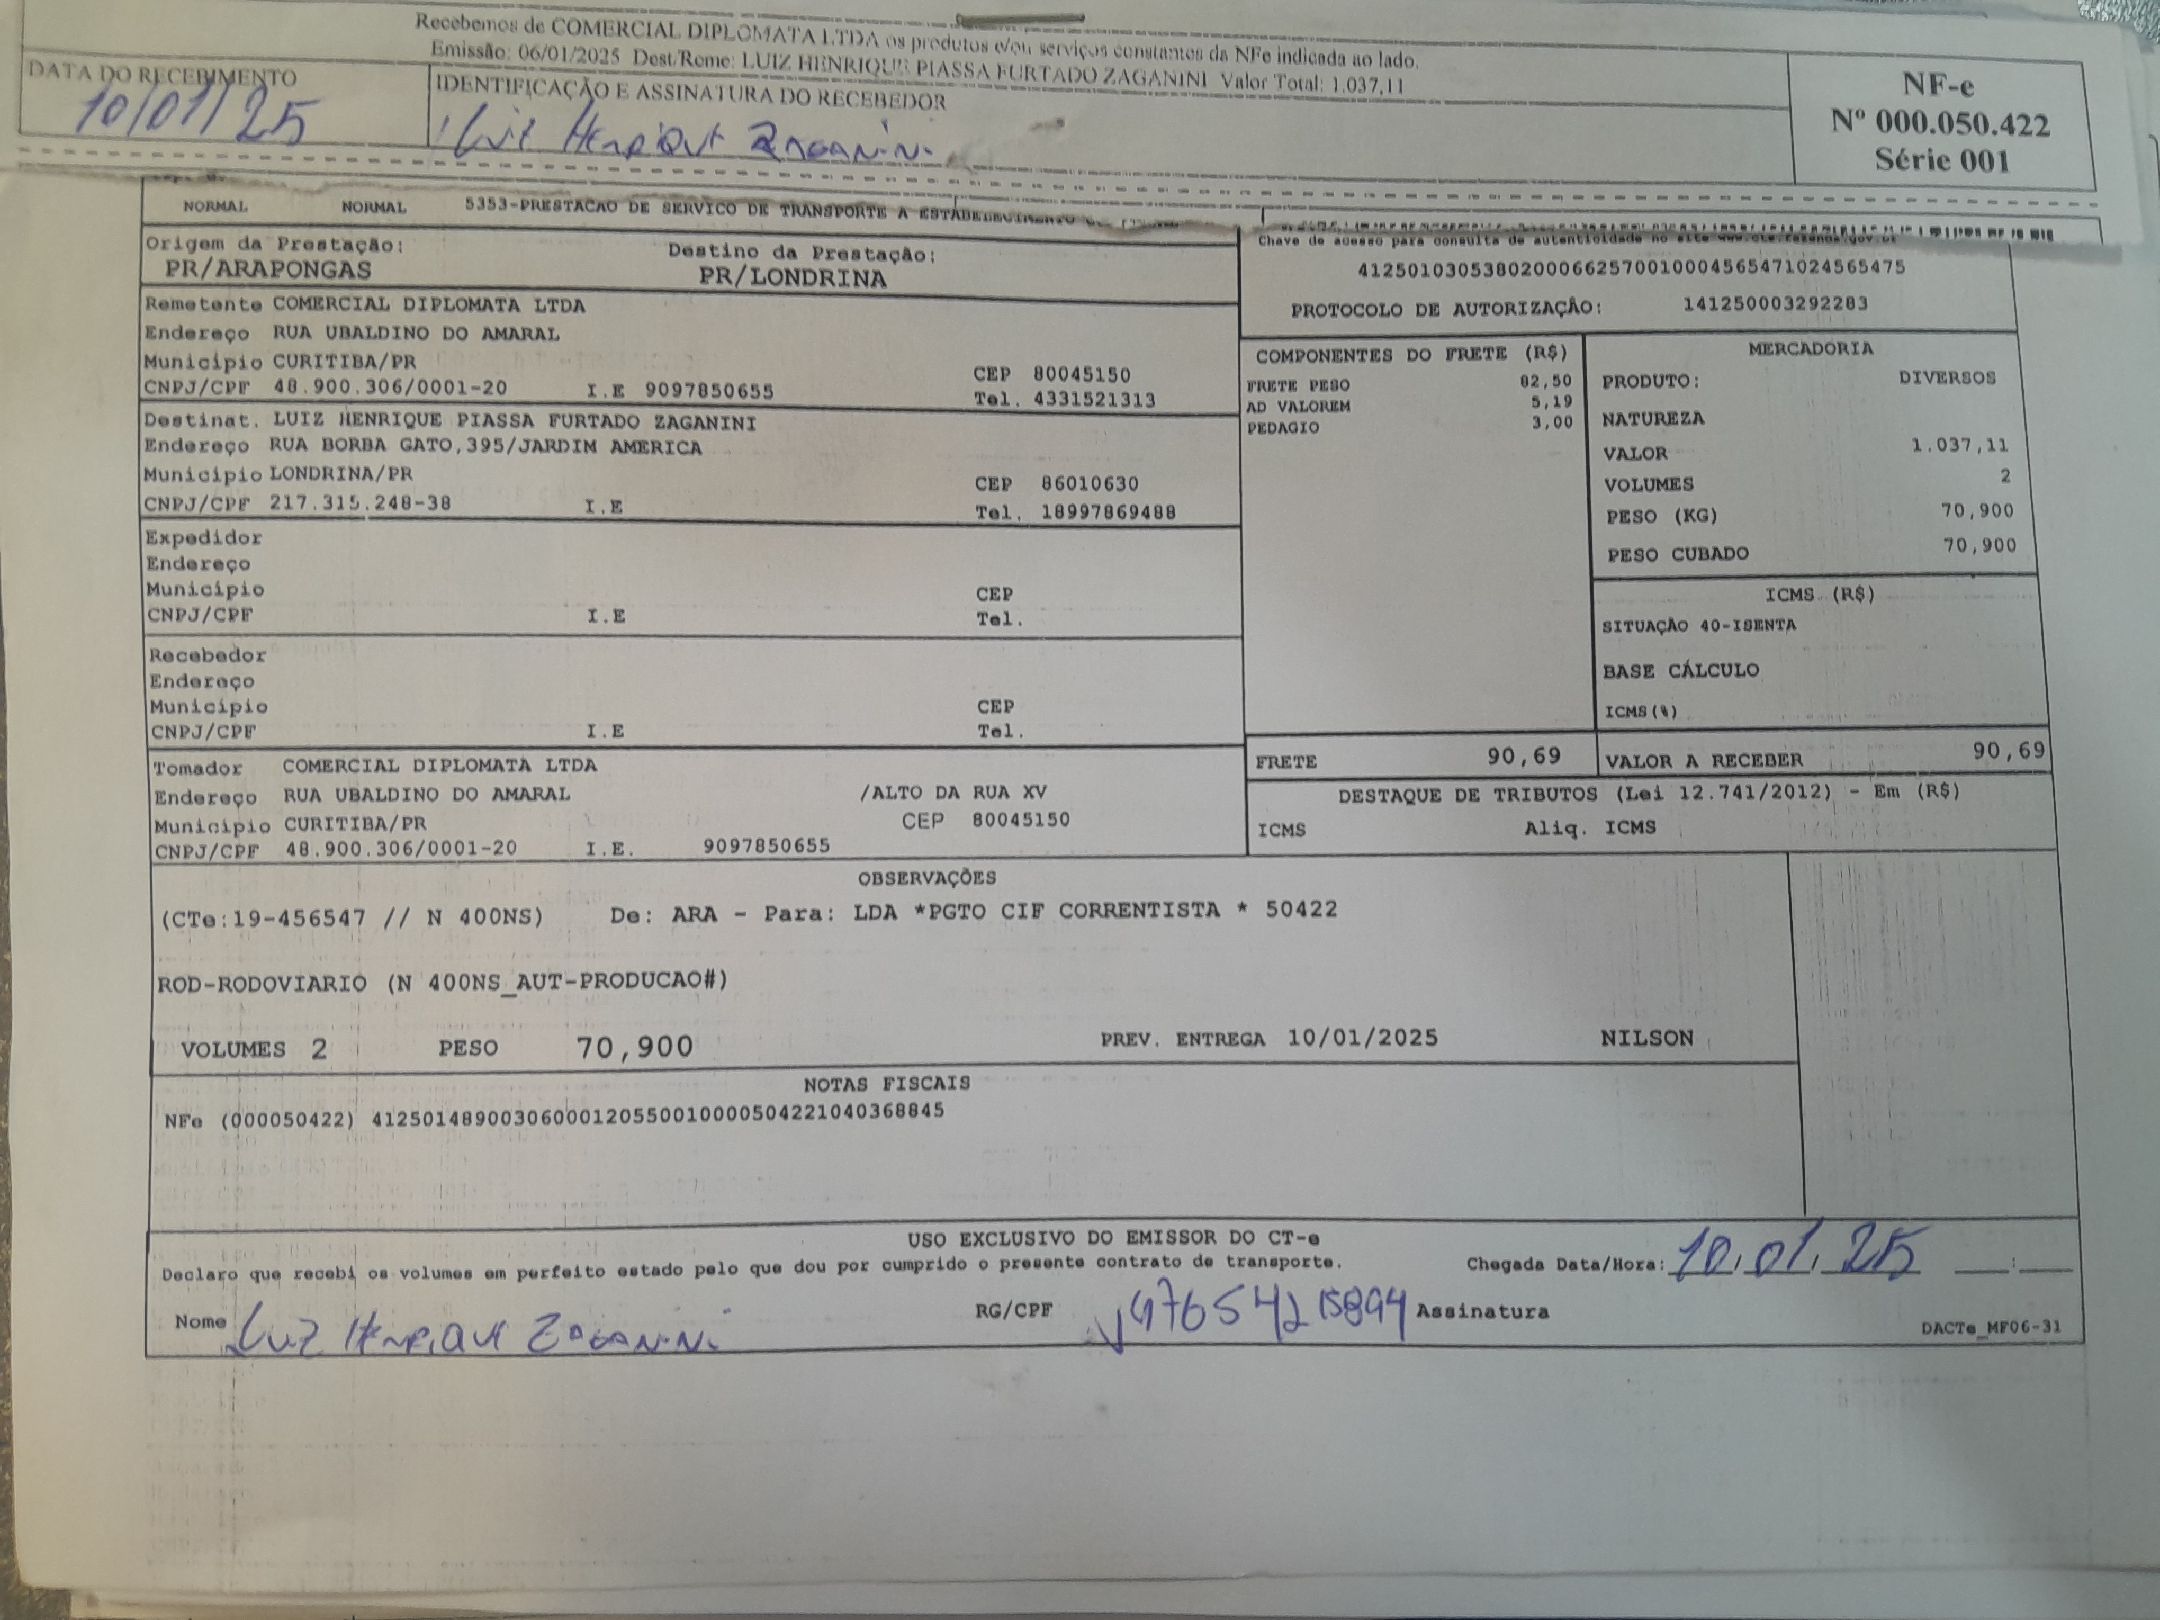 Recebemos de COMERCIAL DIPLOMATA LTDA os produtos e/ou serviços constantes da NFe indicada ao lado.
Emissão: 06/01/2025 Dest/Reme: LUIZ HENRIQUE PIASSA FURTADO ZAGANINI Valor Total: 1.037,11
DATA DO RECEBIMENTO
10/01/25
IDENTIFICAÇÃO E ASSINATURA DO RECEBEDOR
Luiz Henrique Zaganini
NF-e
Nº 000.050.422
Série 001
NORMAL NORMAL 5353-PRESTACAO DE SERVICO DE TRANSPORTE A ESTABELECIMENTO
Origem da Prestação: Destino da Prestação:
PR/ARAPONGAS PR/LONDRINA
Chave de acesso para consulta de autenticidade no site www.cte.fazenda.gov.br
41250103053802000662570010004565471024565475
PROTOCOLO DE AUTORIZAÇÃO: 141250003292283
Remetente COMERCIAL DIPLOMATA LTDA
Endereço RUA UBALDINO DO AMARAL
Município CURITIBA/PR CEP 80045150
CNPJ/CPF 48.900.306/0001-20 I.E 9097850655 Tel. 4331521313
Destinat. LUIZ HENRIQUE PIASSA FURTADO ZAGANINI
Endereço RUA BORBA GATO,395/JARDIM AMERICA
Município LONDRINA/PR CEP 86010630
CNPJ/CPF 217.315.248-38 I.E Tel. 18997869488
Expedidor
Endereço
Município CEP
CNPJ/CPF I.E Tel.
Recebedor
Endereço
Município CEP
CNPJ/CPF I.E Tel.
COMPONENTES DO FRETE (R$)
FRETE PESO 82,50
AD VALOREM 5,19
PEDAGIO 3,00
MERCADORIA
PRODUTO: DIVERSOS
NATUREZA
VALOR 1.037,11
VOLUMES 2
PESO (KG) 70,900
PESO CUBADO 70,900
ICMS (R$)
SITUAÇÃO 40-ISENTA
BASE CÁLCULO
ICMS(%)
FRETE 90,69 VALOR A RECEBER 90,69
Tomador COMERCIAL DIPLOMATA LTDA
Endereço RUA UBALDINO DO AMARAL /ALTO DA RUA XV
Município CURITIBA/PR CEP 80045150
CNPJ/CPF 48.900.306/0001-20 I.E. 9097850655
DESTAQUE DE TRIBUTOS (Lei 12.741/2012) - Em (R$)
ICMS Aliq. ICMS
OBSERVAÇÕES
(CTe:19-456547 // N 400NS) De: ARA - Para: LDA *PGTO CIF CORRENTISTA * 50422
ROD-RODOVIARIO (N 400NS_AUT-PRODUCAO#)
VOLUMES 2 PESO 70,900 PREV. ENTREGA 10/01/2025 NILSON
NOTAS FISCAIS
NFe (000050422) 41250148900306000120550010000504221040368845
USO EXCLUSIVO DO EMISSOR DO CT-e
Declaro que recebi os volumes em perfeito estado pelo que dou por cumprido o presente contrato de transporte. Chegada Data/Hora: 10/01/25 :
Nome Luiz Henrique Zaganini RG/CPF Assinatura
DACTe_MF06-31